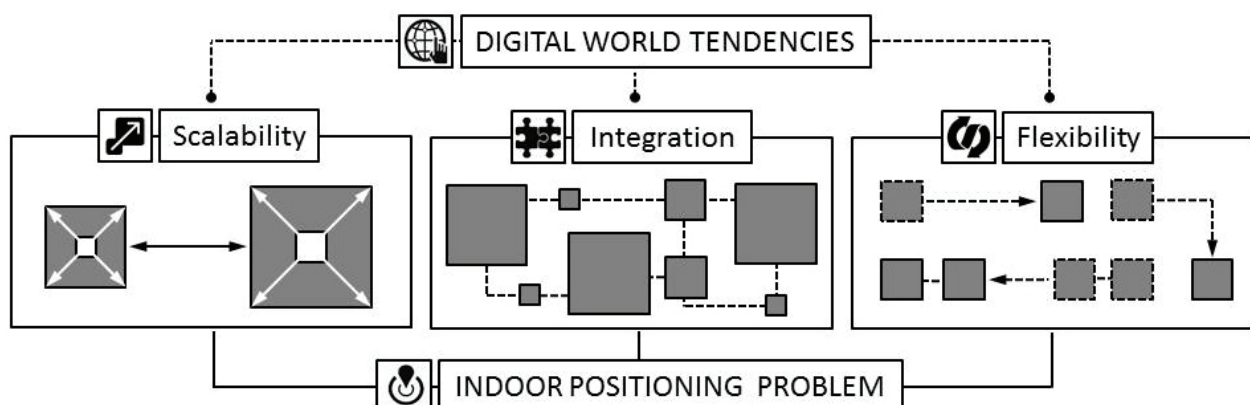 DIGITAL WORLD TENDENCIES
Scalability
Integration
Flexibility
INDOOR POSITIONING PROBLEM